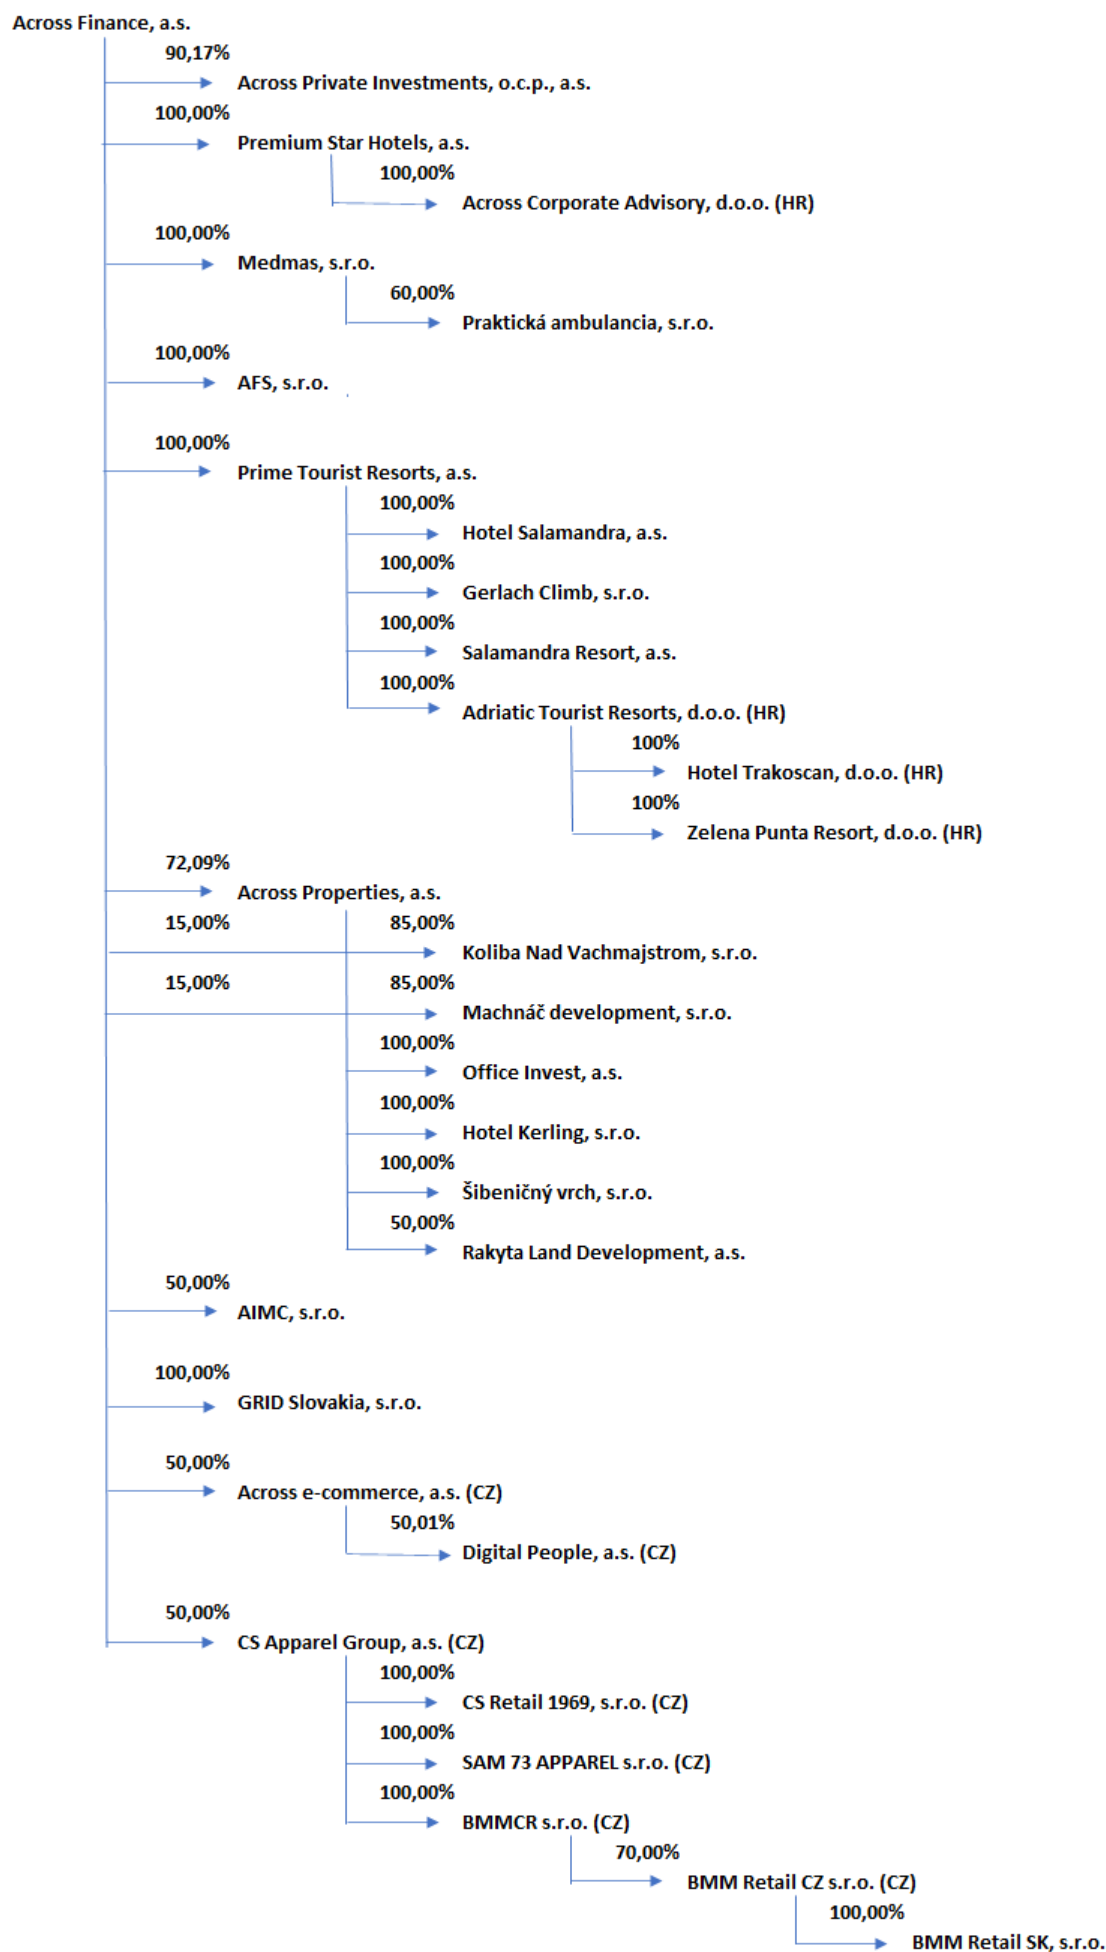 Across Finance, a.s.
90,17%
Across Private Investments, o.c.p., a.s.
100,00%
Premium Star Hotels, a.s.
100,00%
Across Corporate Advisory, d.o.o. (HR)
100,00%
Medmas, s.r.o.
60,00%
Praktická ambulancia, s.r.o.
100,00%
AFS, s.r.o.
100,00%
Prime Tourist Resorts, a.s.
100,00%
Hotel Salamandra, a.s.
100,00%
Gerlach Climb, s.r.o.
100,00%
Salamandra Resort, a.s.
100,00%
Adriatic Tourist Resorts, d.o.o. (HR)
100%
Hotel Trakoscan, d.o.o. (HR)
100%
Zelena Punta Resort, d.o.o. (HR)
72,09%
Across Properties, a.s.
15,00% 85,00%
Koliba Nad Vachmajstrom, s.r.o.
15,00% 85,00%
Machnáč development, s.r.o.
100,00%
Office Invest, a.s.
100,00%
Hotel Kerling, s.r.o.
100,00%
Šibeničný vrch, s.r.o.
50,00%
Rakyta Land Development, a.s.
50,00%
AIMC, s.r.o.
100,00%
GRID Slovakia, s.r.o.
50,00%
Across e-commerce, a.s. (CZ)
50,01%
Digital People, a.s. (CZ)
50,00%
CS Apparel Group, a.s. (CZ)
100,00%
CS Retail 1969, s.r.o. (CZ)
100,00%
SAM 73 APPAREL s.r.o. (CZ)
100,00%
BMMCR s.r.o. (CZ)
70,00%
BMM Retail CZ s.r.o. (CZ)
100,00%
BMM Retail SK, s.r.o.